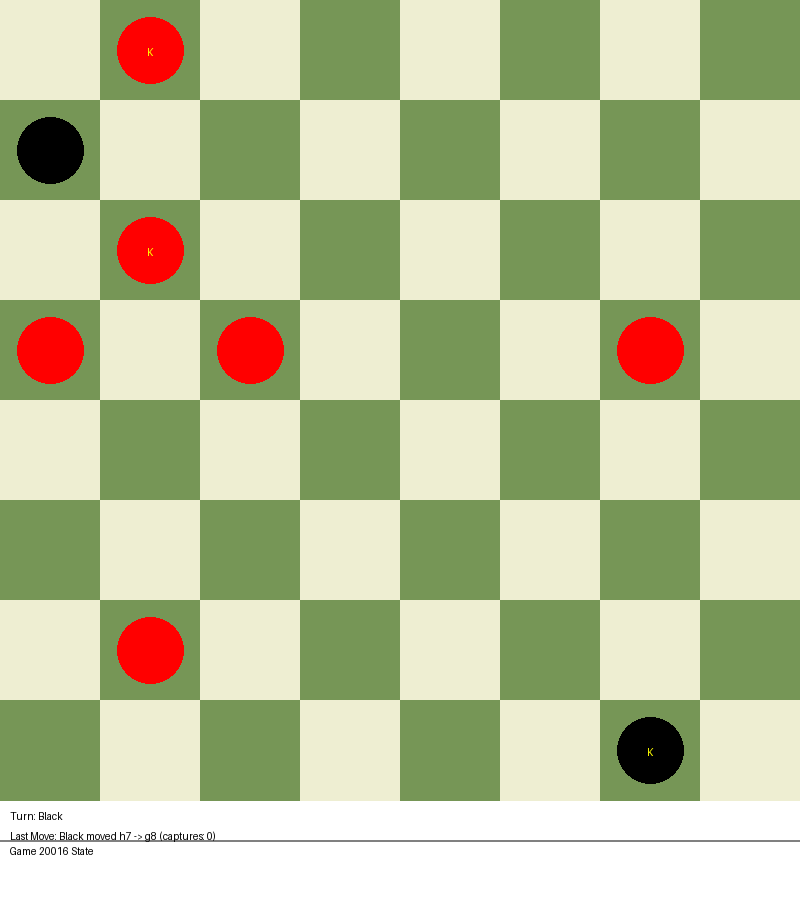 K
K
K
Turn: Black
Last Move: Black moved h7 -> g8 (captures: 0)
Game 20016 State